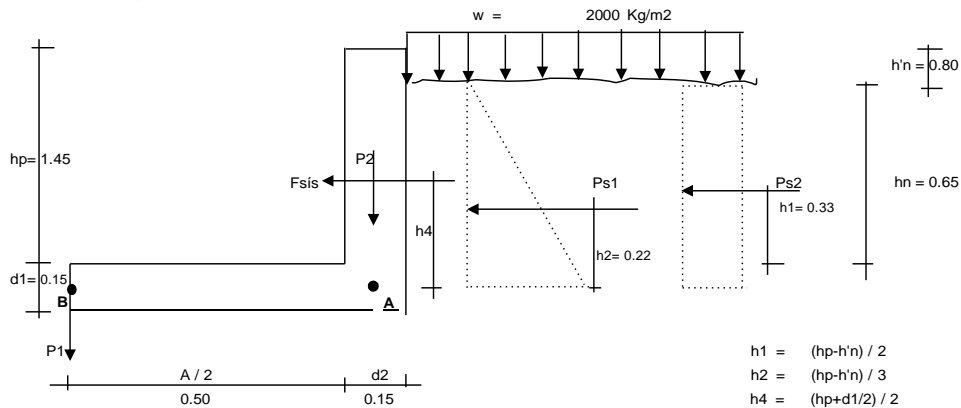 w = 2000 Kg/m2
h'n = 0.80
hp= 1.45
P2
Fsís
Ps1
Ps2
hn = 0.65
h1= 0.33
h4
h2= 0.22
d1= 0.15
B
A
P1
A / 2
d2
0.50
0.15
h1 = (hp-h'n) / 2
h2 = (hp-h'n) / 3
h4 = (hp+d1/2) / 2